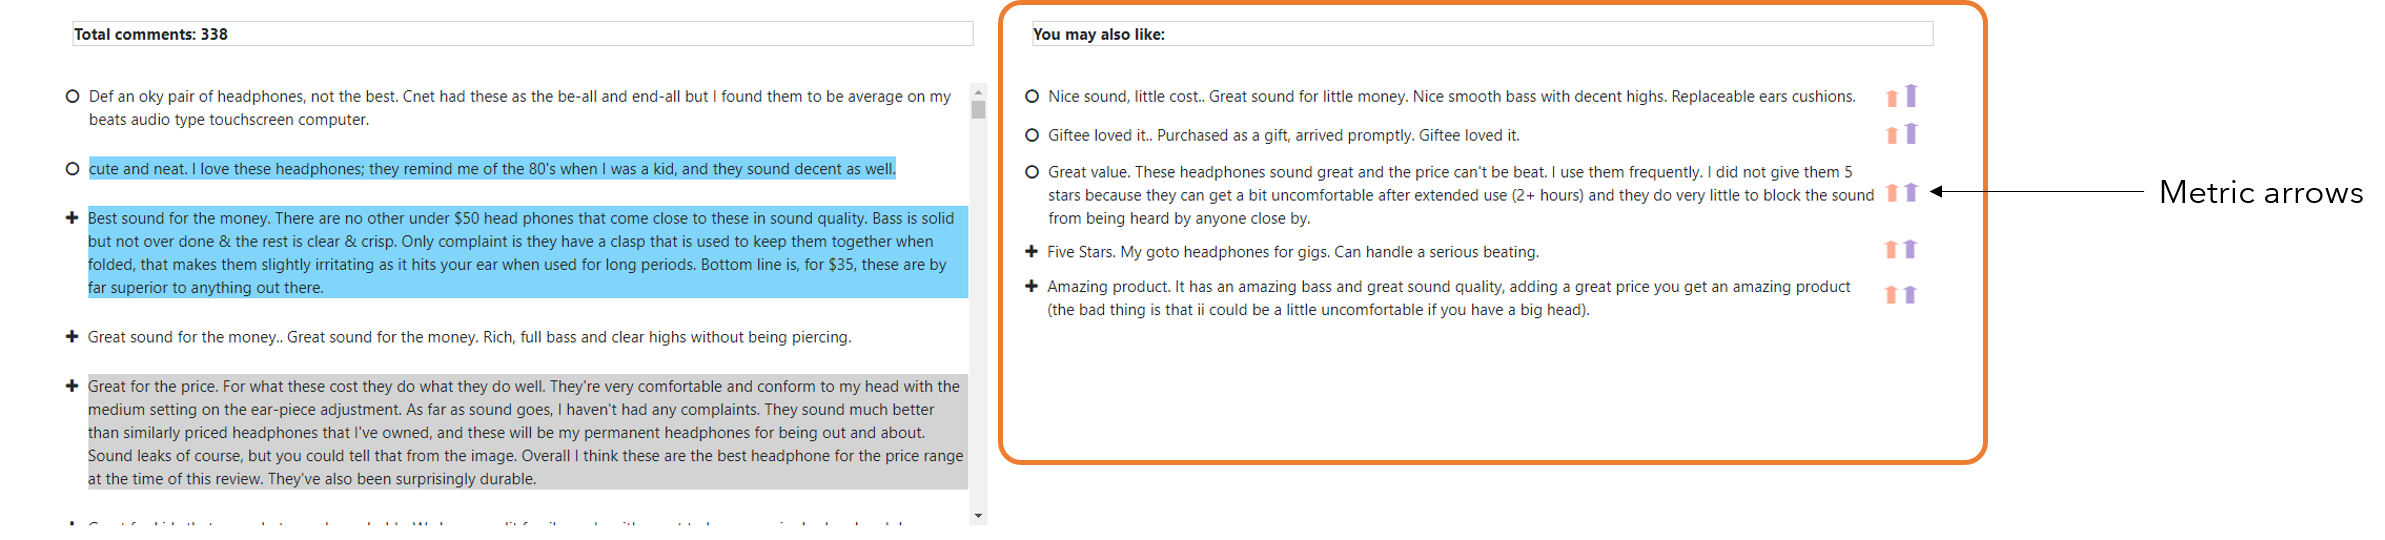 Total comments: 338
Def an oky pair of headphones, not the best. Cnet had these as the be-all and end-all but I found them to be average on my
beats audio type touchscreen computer.
cute and neat. I love these headphones; they remind me of the 80's when I was a kid, and they sound decent as well.
Best sound for the money. There are no other under $50 head phones that come close to these in sound quality. Bass is solid
but not over done & the rest is clear & crisp. Only complaint is they have a clasp that is used to keep them together when
folded, that makes them slightly irritating as it hits your ear when used for long periods. Bottom line is, for $35, these are by
far superior to anything out there.
Great sound for the money.. Great sound for the money. Rich, full bass and clear highs without being piercing.
Great for the price. For what these cost they do what they do well. They're very comfortable and conform to my head with the
medium setting on the ear-piece adjustment. As far as sound goes, I haven't had any complaints. They sound much better
than similarly priced headphones that I've owned, and these will be my permanent headphones for being out and about.
Sound leaks of course, but you could tell that from the image. Overall I think these are the best headphone for the price range
at the time of this review. They've also been surprisingly durable.
You may also like:
Nice sound, little cost.. Great sound for little money. Nice smooth bass with decent highs. Replaceable ears cushions.
Giftee loved it.. Purchased as a gift, arrived promptly. Giftee loved it.
Great value. These headphones sound great and the price can't be beat. I use them frequently. I did not give them 5
stars because they can get a bit uncomfortable after extended use (2+ hours) and they do very little to block the sound
from being heard by anyone close by.
Five Stars. My goto headphones for gigs. Can handle a serious beating.
Amazing product. It has an amazing bass and great sound quality, adding a great price you get an amazing product
(the bad thing is that ii could be a little uncomfortable if you have a big head).
Metric arrows